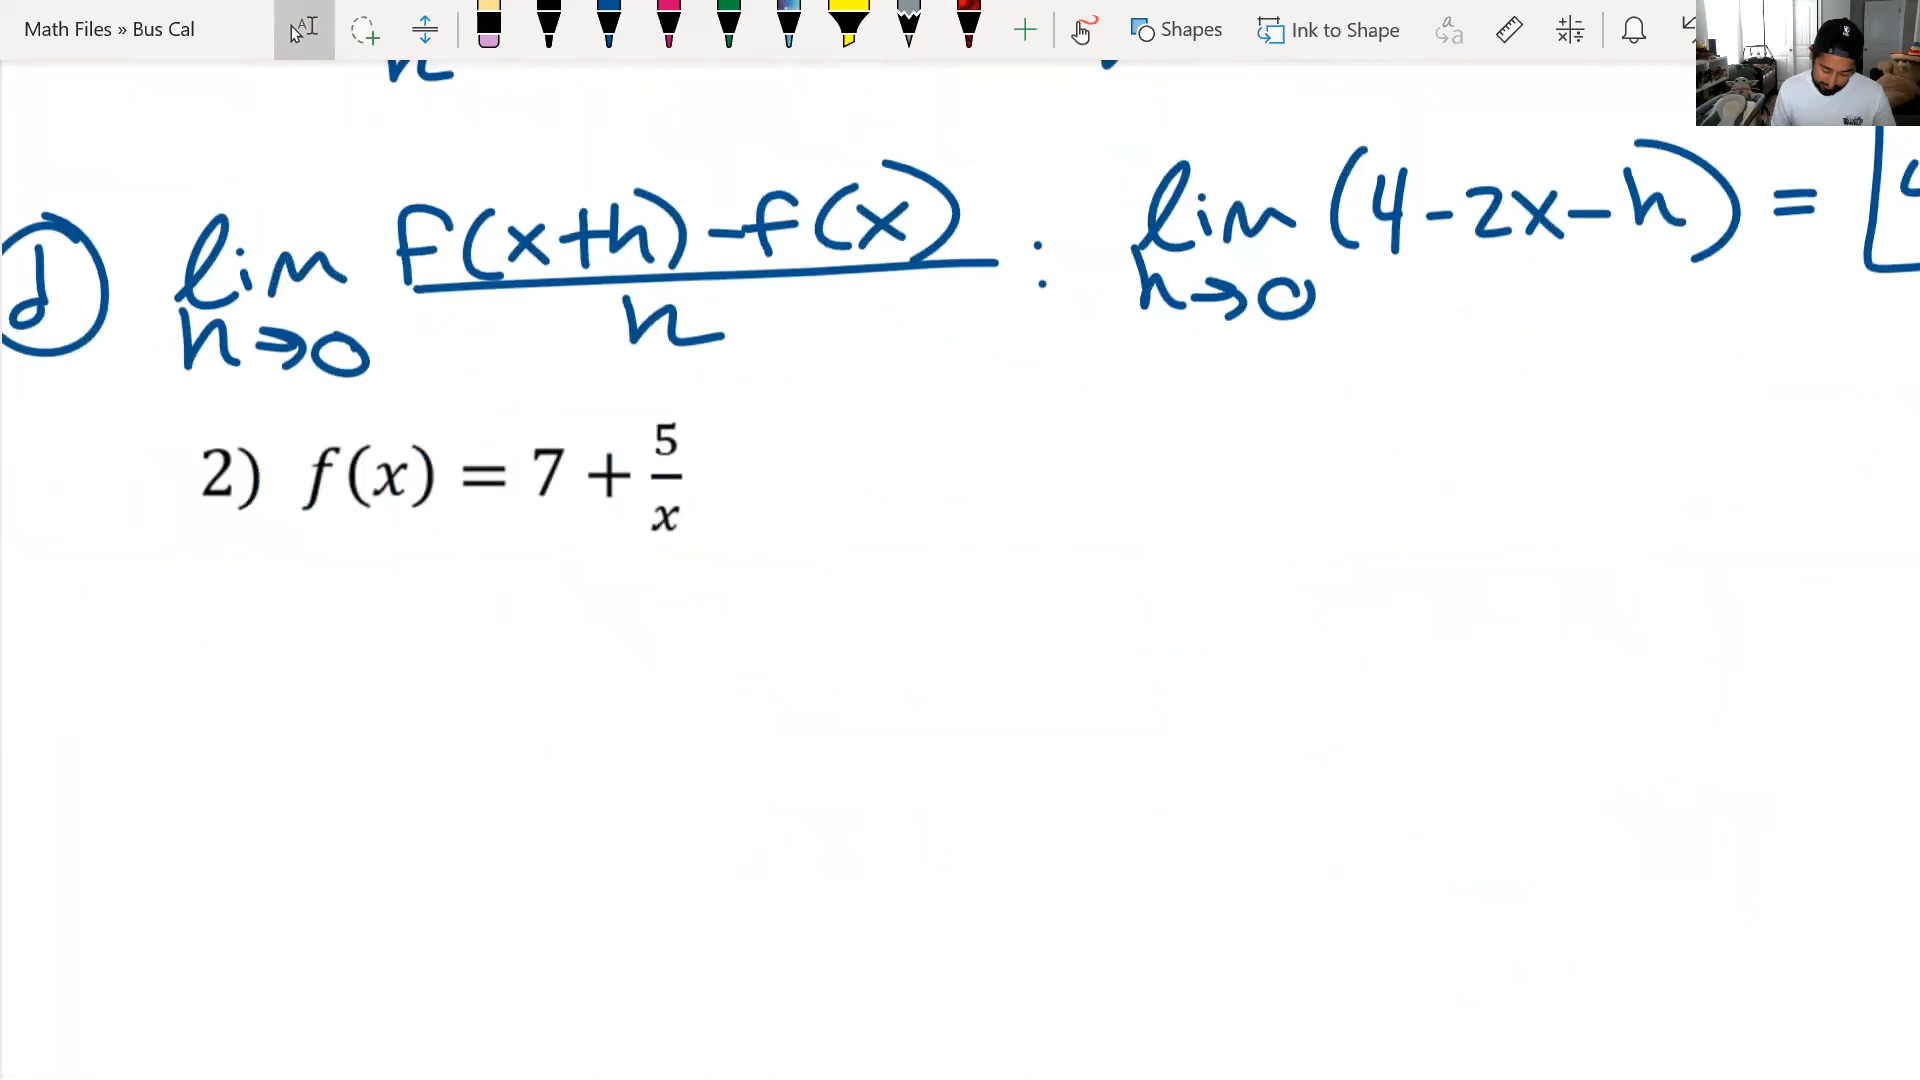 Math Files » Bus Cal
Shapes
Ink to Shape
d lim h→0 f(x+h)-f(x) / h : lim h→0 (4-2x-h) =
2) f(x) = 7 + 5/x